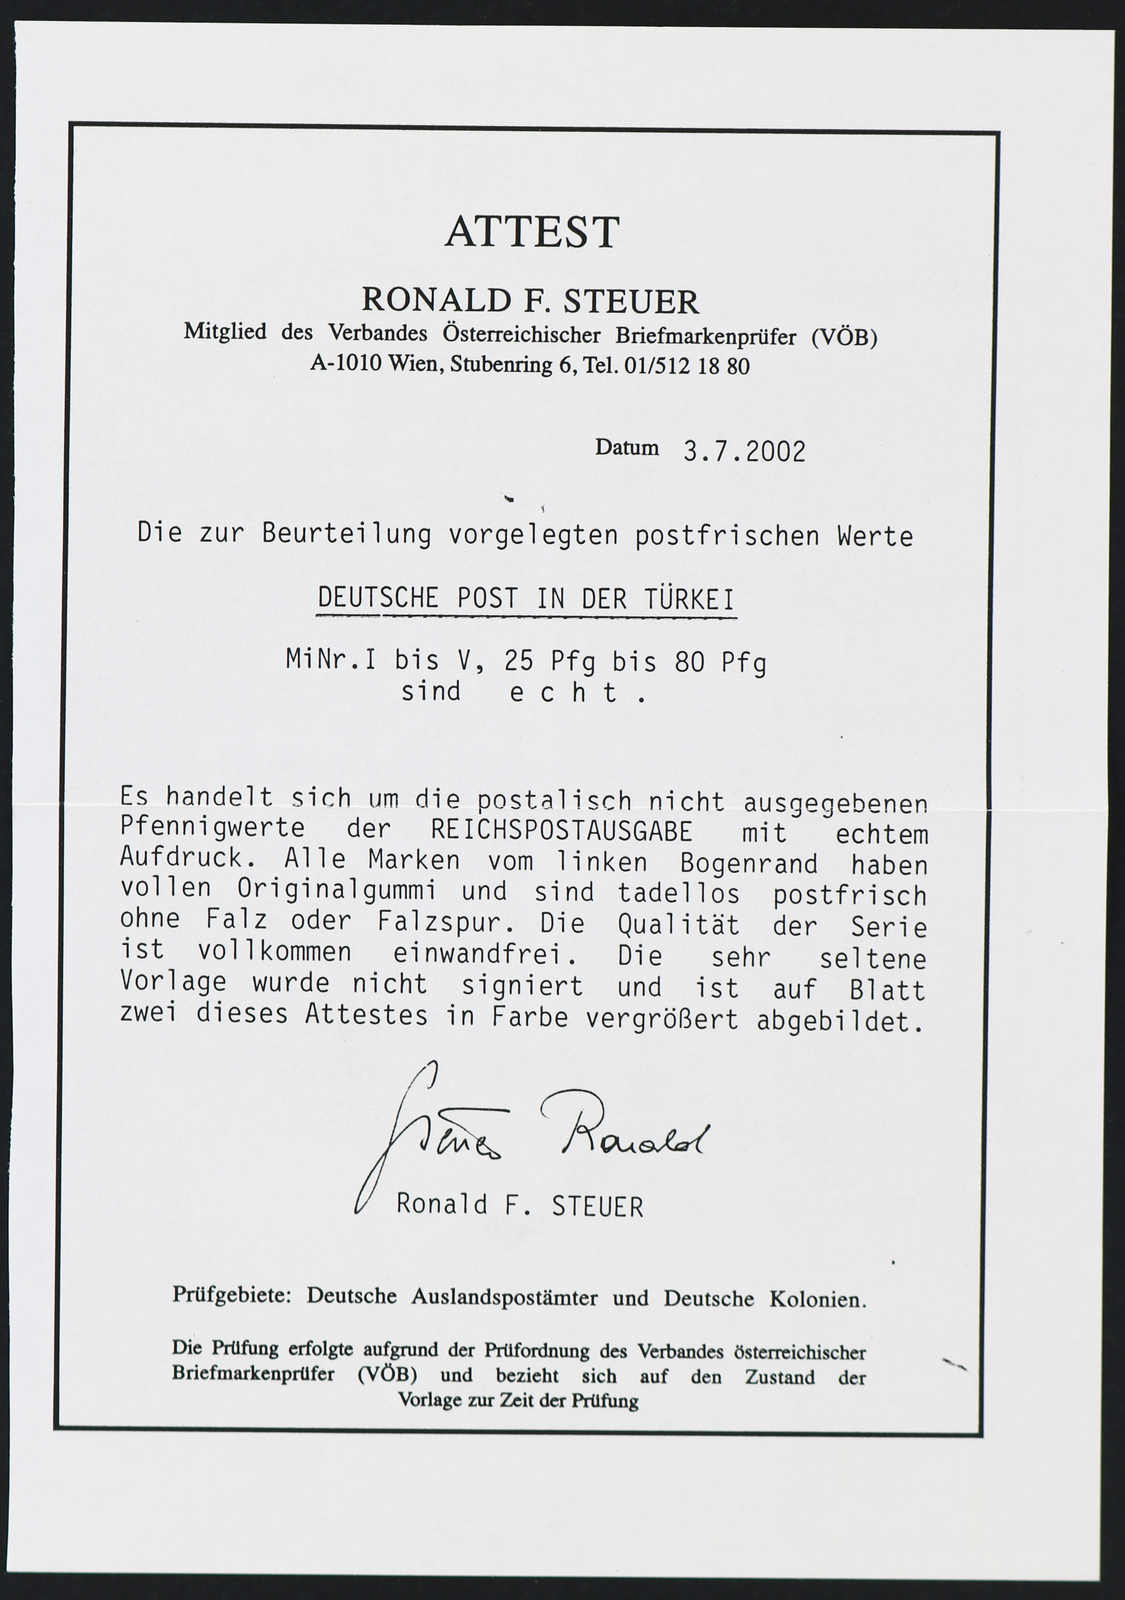 ATTEST
RONALD F. STEUER
Mitglied des Verbandes Österreichischer Briefmarkenprüfer (VÖB)
A-1010 Wien, Stubenring 6, Tel. 01/512 18 80
Datum 3.7.2002
Die zur Beurteilung vorgelegten postfrischen Werte
DEUTSCHE POST IN DER TÜRKEI
MiNr.I bis V, 25 Pfg bis 80 Pfg
sind e c h t .
Es handelt sich um die postalisch nicht ausgegebenen
Pfennigwerte der REICHSPOSTAUSGABE mit echtem
Aufdruck. Alle Marken vom linken Bogenrand haben
vollen Originalgummi und sind tadellos postfrisch
ohne Falz oder Falzspur. Die Qualität der Serie
ist vollkommen einwandfrei. Die sehr seltene
Vorlage wurde nicht signiert und ist auf Blatt
zwei dieses Attestes in Farbe vergrößert abgebildet.
Steuer Ronald
Ronald F. STEUER
Prüfgebiete: Deutsche Auslandspostämter und Deutsche Kolonien.
Die Prüfung erfolgte aufgrund der Prüfordnung des Verbandes österreichischer
Briefmarkenprüfer (VÖB) und bezieht sich auf den Zustand der
Vorlage zur Zeit der Prüfung